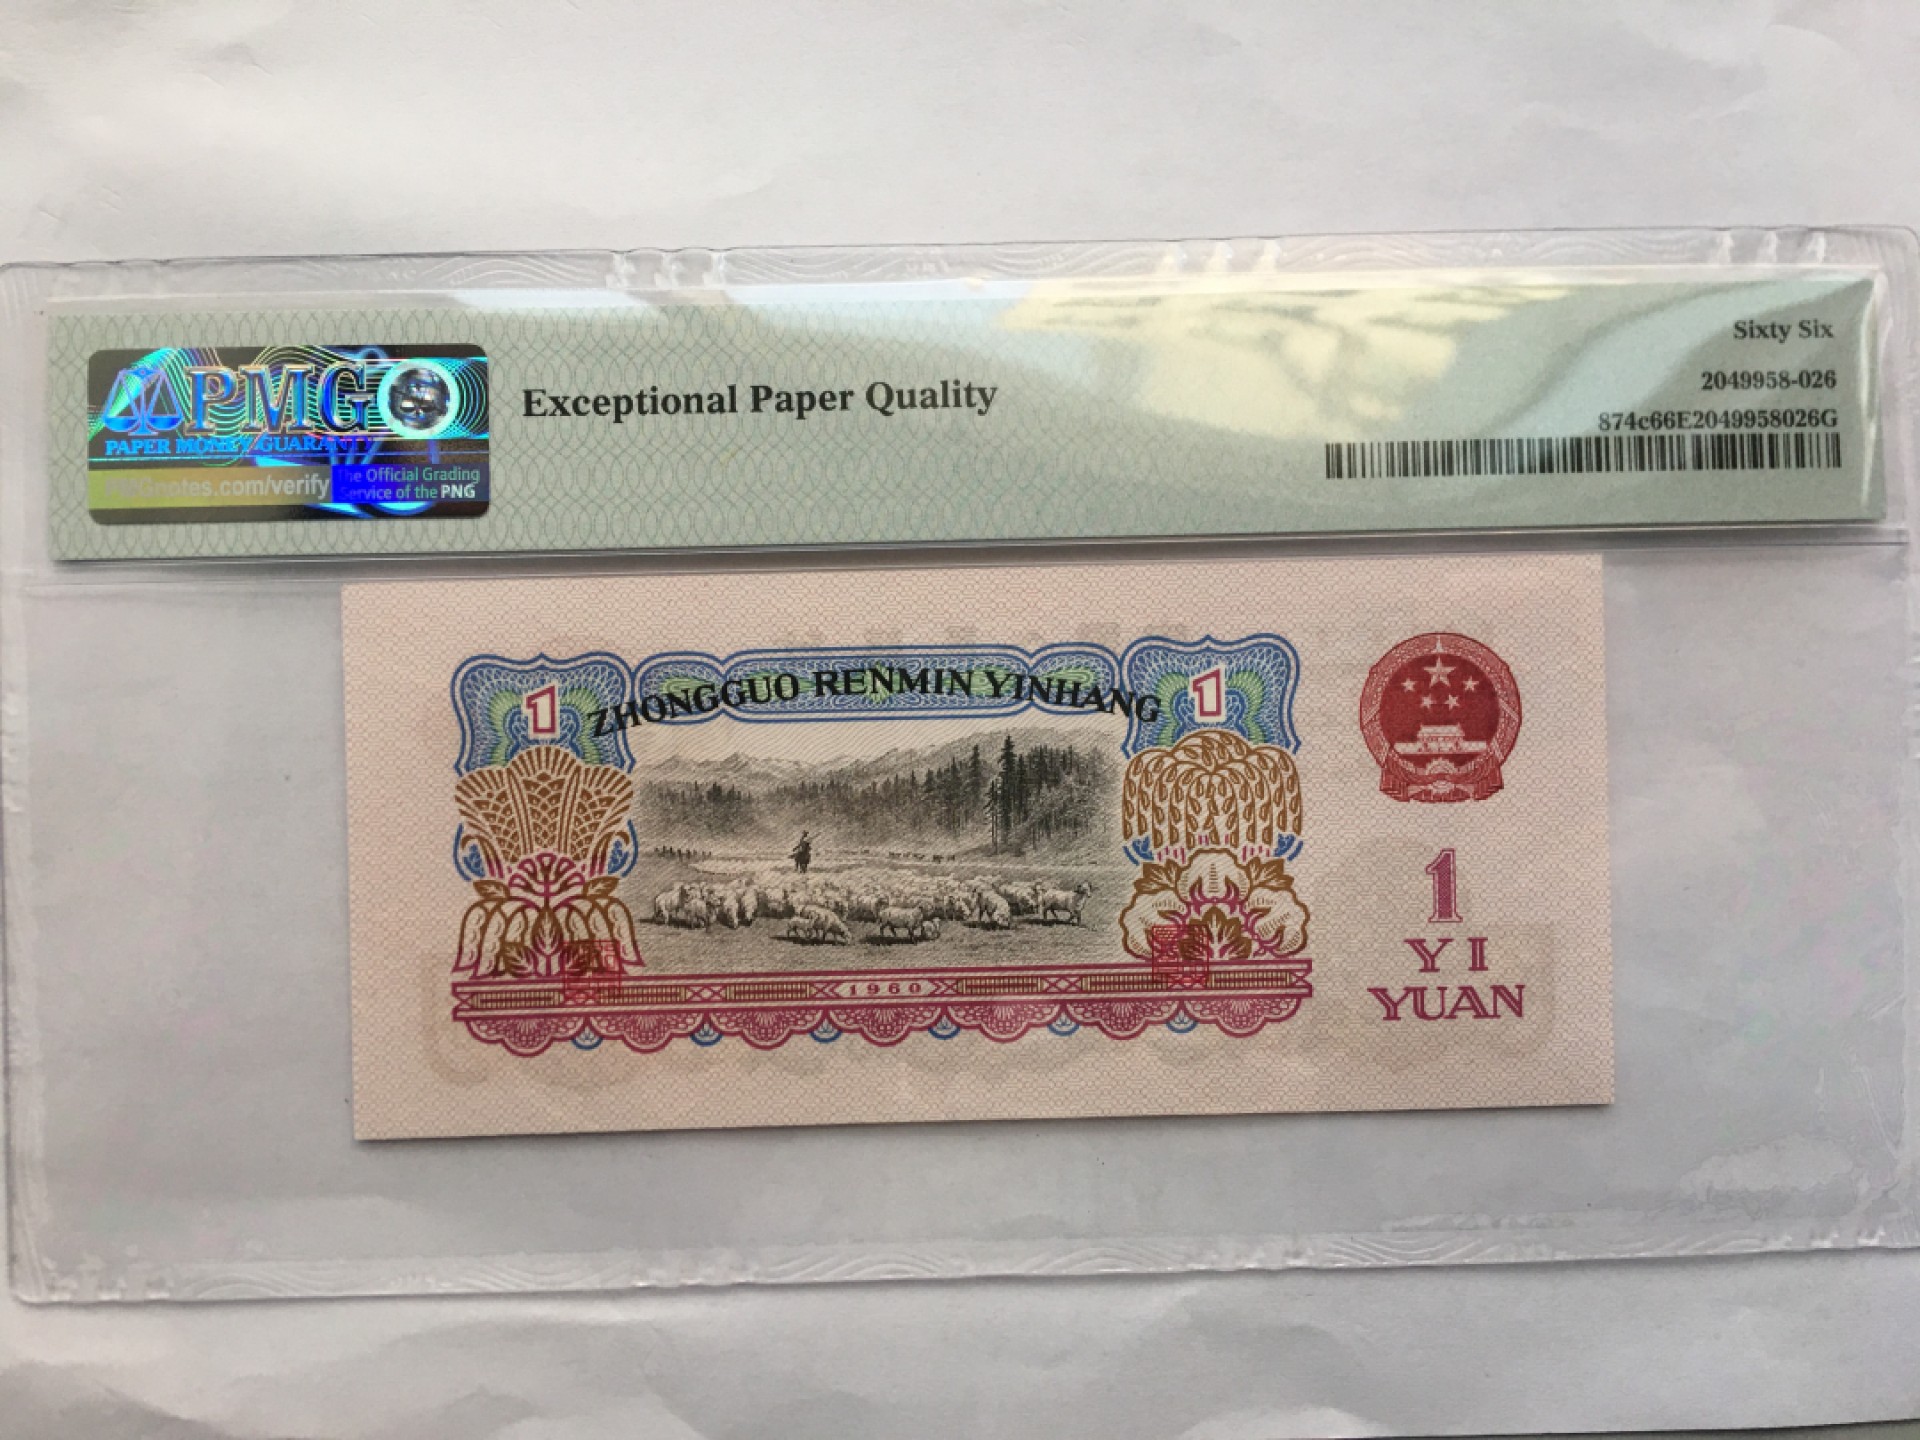 Sixty Six
PMG
PAPER MONEY GUARANTY
PMGnotes.com/verify
The Official Grading
Service of the PNG
Exceptional Paper Quality
2049958-026
874c66E2049958026G
1
ZHONGGUO RENMIN YINHANG
1
1960
1
YI
YUAN